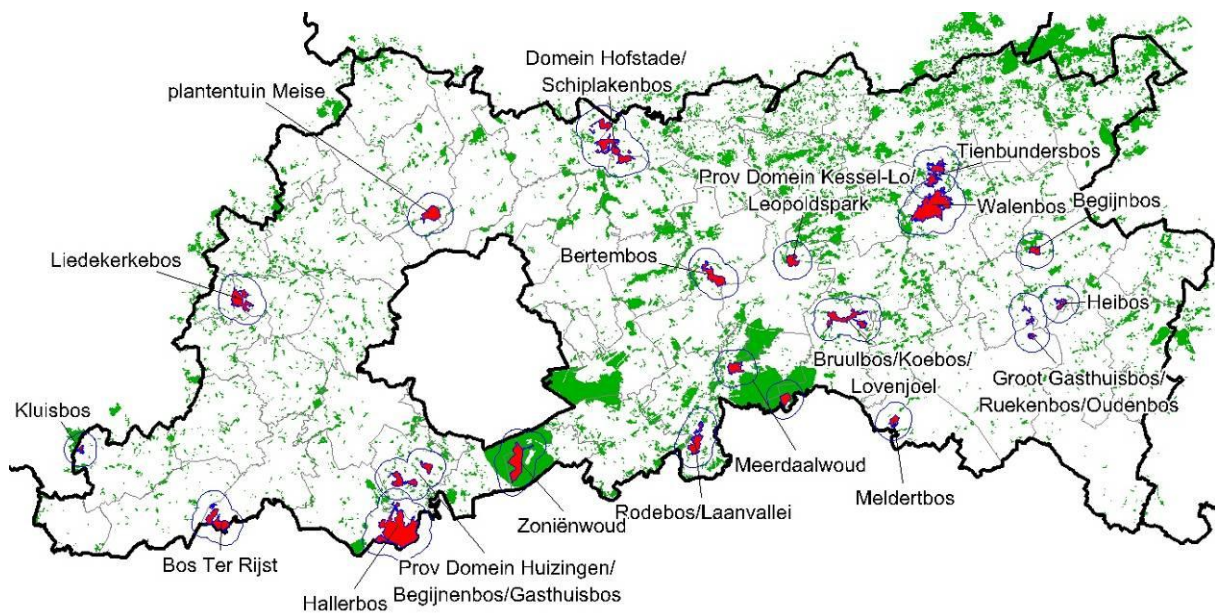 Domein Hofstade/
Schiplakenbos
plantentuin Meise
Tienbundersbos
Prov Domein Kessel-Lo/
Leopoldspark
Begijnbos
Walenbos
Liedekerkebos
Bertembos
Heibos
Bruulbos/Koebos/
Lovenjoel
Groot Gasthuisbos/
Ruekenbos/Oudenbos
Kluisbos
Meerdaalwoud
Meldertbos
Rodebos/Laanvallei
Zoniënwoud
Bos Ter Rijst
Prov Domein Huizingen/
Begijnenbos/Gasthuisbos
Hallerbos